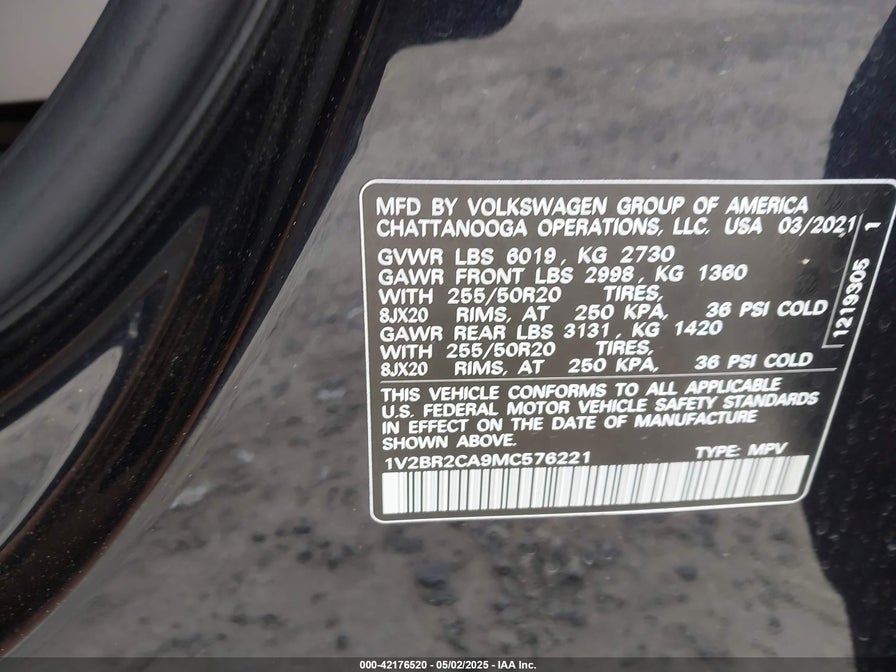 MFD BY VOLKSWAGEN GROUP OF AMERICA
CHATTANOOGA OPERATIONS, LLC. USA 03/2021
GVWR LBS 6019, KG 2730
GAWR FRONT LBS 2998, KG 1360
WITH 255/50R20 TIRES,
8JX20 RIMS, AT 250 KPA, 36 PSI COLD
GAWR REAR LBS 3131, KG 1420
WITH 255/50R20 TIRES,
8JX20 RIMS, AT 250 KPA, 36 PSI COLD
THIS VEHICLE CONFORMS TO ALL APPLICABLE
U.S. FEDERAL MOTOR VEHICLE SAFETY STANDARDS
IN EFFECT ON THE DATE OF MANUFACTURE
SHOWN ABOVE.
1V2BR2CA9MC576221 TYPE: MPV
1219305 1
000-42176520 — 05/02/2025 — IAA Inc.